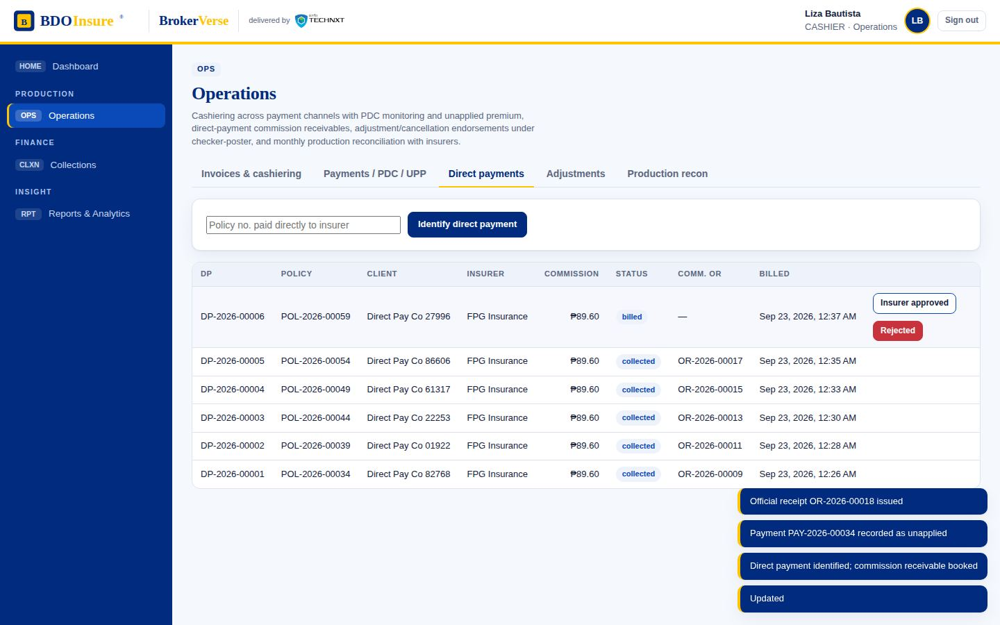 B BDO Insure ®
BrokerVerse
delivered by
TECHNXT
Liza Bautista
CASHIER · Operations
LB
Sign out
HOME Dashboard
PRODUCTION
OPS Operations
FINANCE
CLXN Collections
INSIGHT
RPT Reports & Analytics
OPS
Operations
Cashiering across payment channels with PDC monitoring and unapplied premium,
direct-payment commission receivables, adjustment/cancellation endorsements under
checker-poster, and monthly production reconciliation with insurers.
Invoices & cashiering Payments / PDC / UPP Direct payments Adjustments Production recon
Policy no. paid directly to insurer Identify direct payment
DP POLICY CLIENT INSURER COMMISSION STATUS COMM. OR BILLED
DP-2026-00006 POL-2026-00059 Direct Pay Co 27996 FPG Insurance ₱89.60 billed — Sep 23, 2026, 12:37 AM Insurer approved
Rejected
DP-2026-00005 POL-2026-00054 Direct Pay Co 86606 FPG Insurance ₱89.60 collected OR-2026-00017 Sep 23, 2026, 12:35 AM
DP-2026-00004 POL-2026-00049 Direct Pay Co 61317 FPG Insurance ₱89.60 collected OR-2026-00015 Sep 23, 2026, 12:33 AM
DP-2026-00003 POL-2026-00044 Direct Pay Co 22253 FPG Insurance ₱89.60 collected OR-2026-00013 Sep 23, 2026, 12:30 AM
DP-2026-00002 POL-2026-00039 Direct Pay Co 01922 FPG Insurance ₱89.60 collected OR-2026-00011 Sep 23, 2026, 12:28 AM
DP-2026-00001 POL-2026-00034 Direct Pay Co 82768 FPG Insurance ₱89.60 collected OR-2026-00009 Sep 23, 2026, 12:26 AM
Official receipt OR-2026-00018 issued
Payment PAY-2026-00034 recorded as unapplied
Direct payment identified; commission receivable booked
Updated